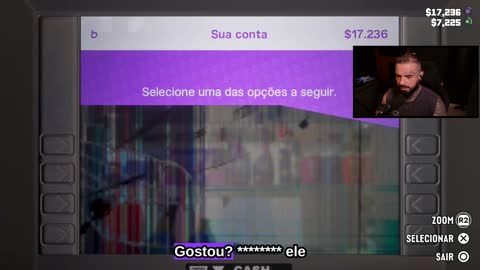 $17,236
$7,225
b Sua conta $17.236
Selecione uma das opções a seguir.
ZOOM R2
SELECIONAR
SAIR
Gostou? ******** ele
CASH